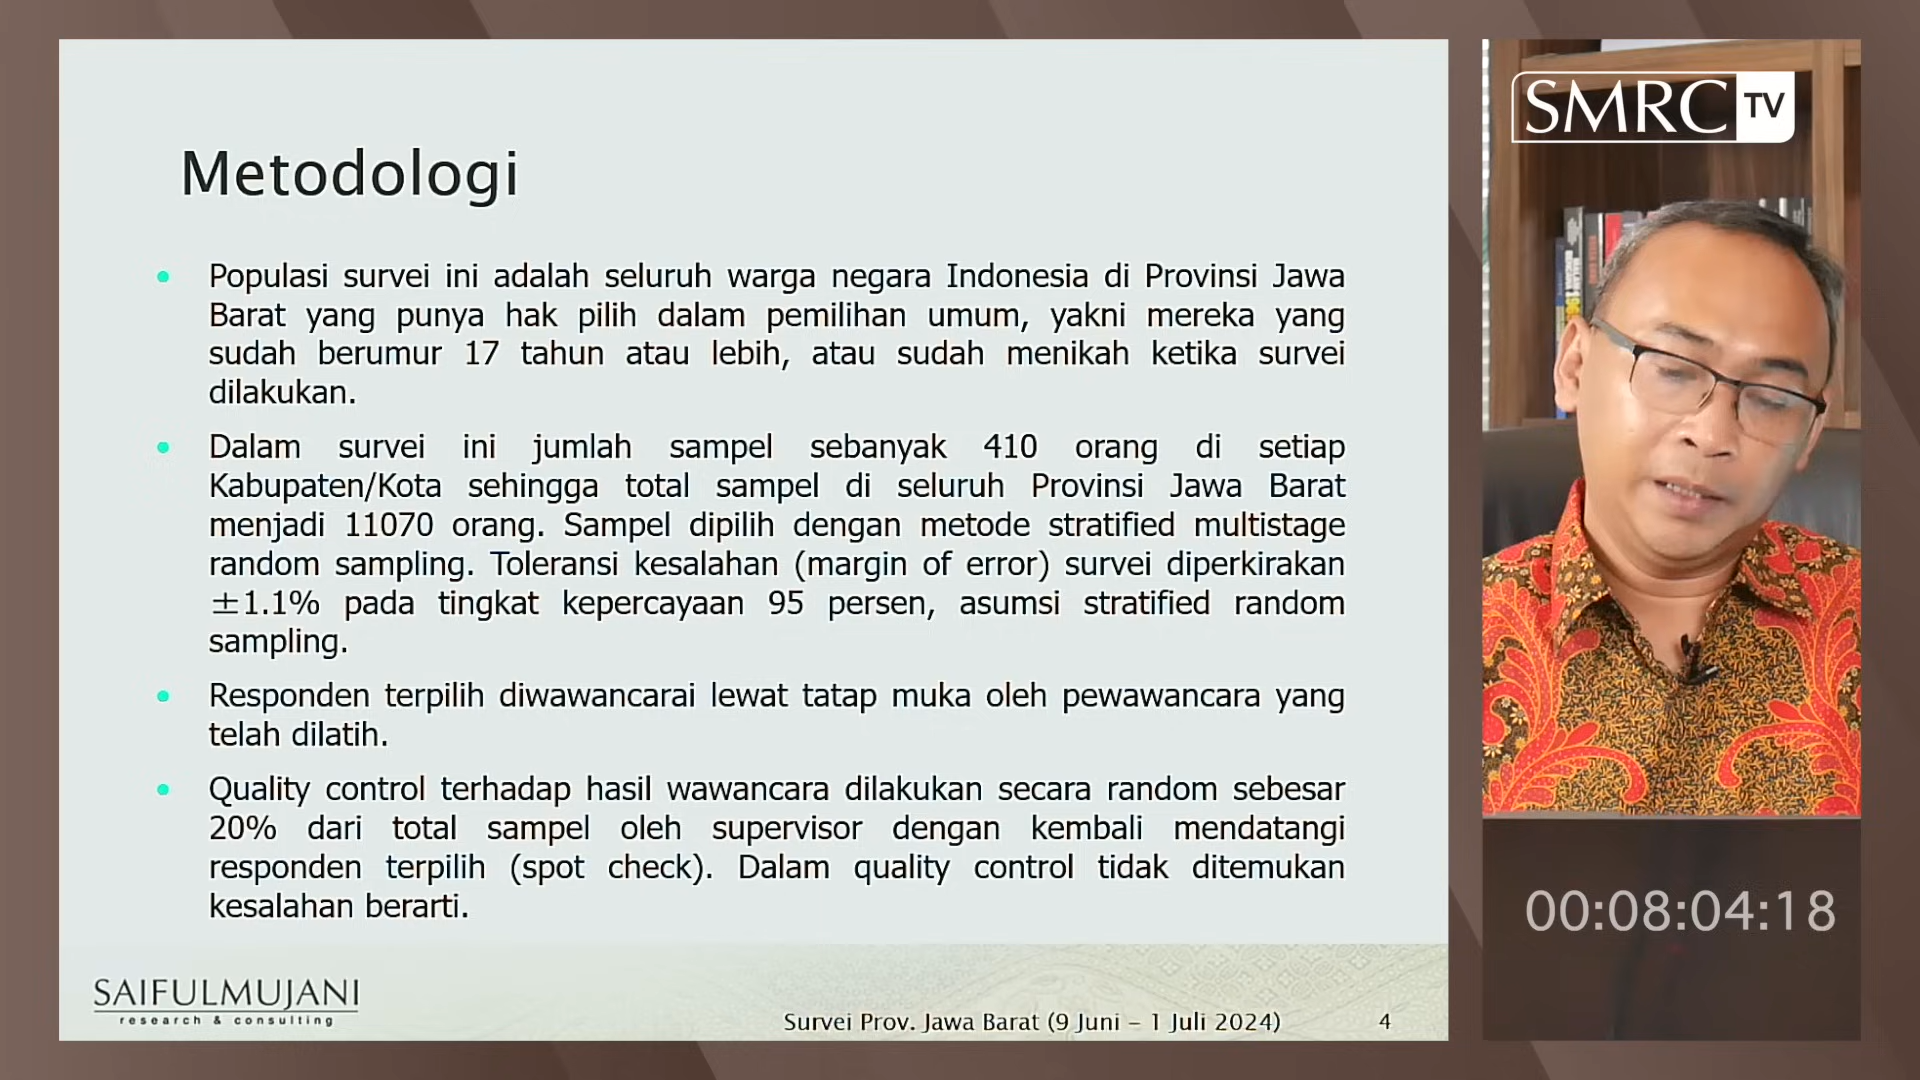 Metodologi
Populasi survei ini adalah seluruh warga negara Indonesia di Provinsi Jawa
Barat yang punya hak pilih dalam pemilihan umum, yakni mereka yang
sudah berumur 17 tahun atau lebih, atau sudah menikah ketika survei
dilakukan.
Dalam survei ini jumlah sampel sebanyak 410 orang di setiap
Kabupaten/Kota sehingga total sampel di seluruh Provinsi Jawa Barat
menjadi 11070 orang. Sampel dipilih dengan metode stratified multistage
random sampling. Toleransi kesalahan (margin of error) survei diperkirakan
±1.1% pada tingkat kepercayaan 95 persen, asumsi stratified random
sampling.
Responden terpilih diwawancarai lewat tatap muka oleh pewawancara yang
telah dilatih.
Quality control terhadap hasil wawancara dilakukan secara random sebesar
20% dari total sampel oleh supervisor dengan kembali mendatangi
responden terpilih (spot check). Dalam quality control tidak ditemukan
kesalahan berarti.
SAIFULMUJANI
research & consulting
Survei Prov. Jawa Barat (9 Juni – 1 Juli 2024)
4
SMRC TV
00:08:04:18